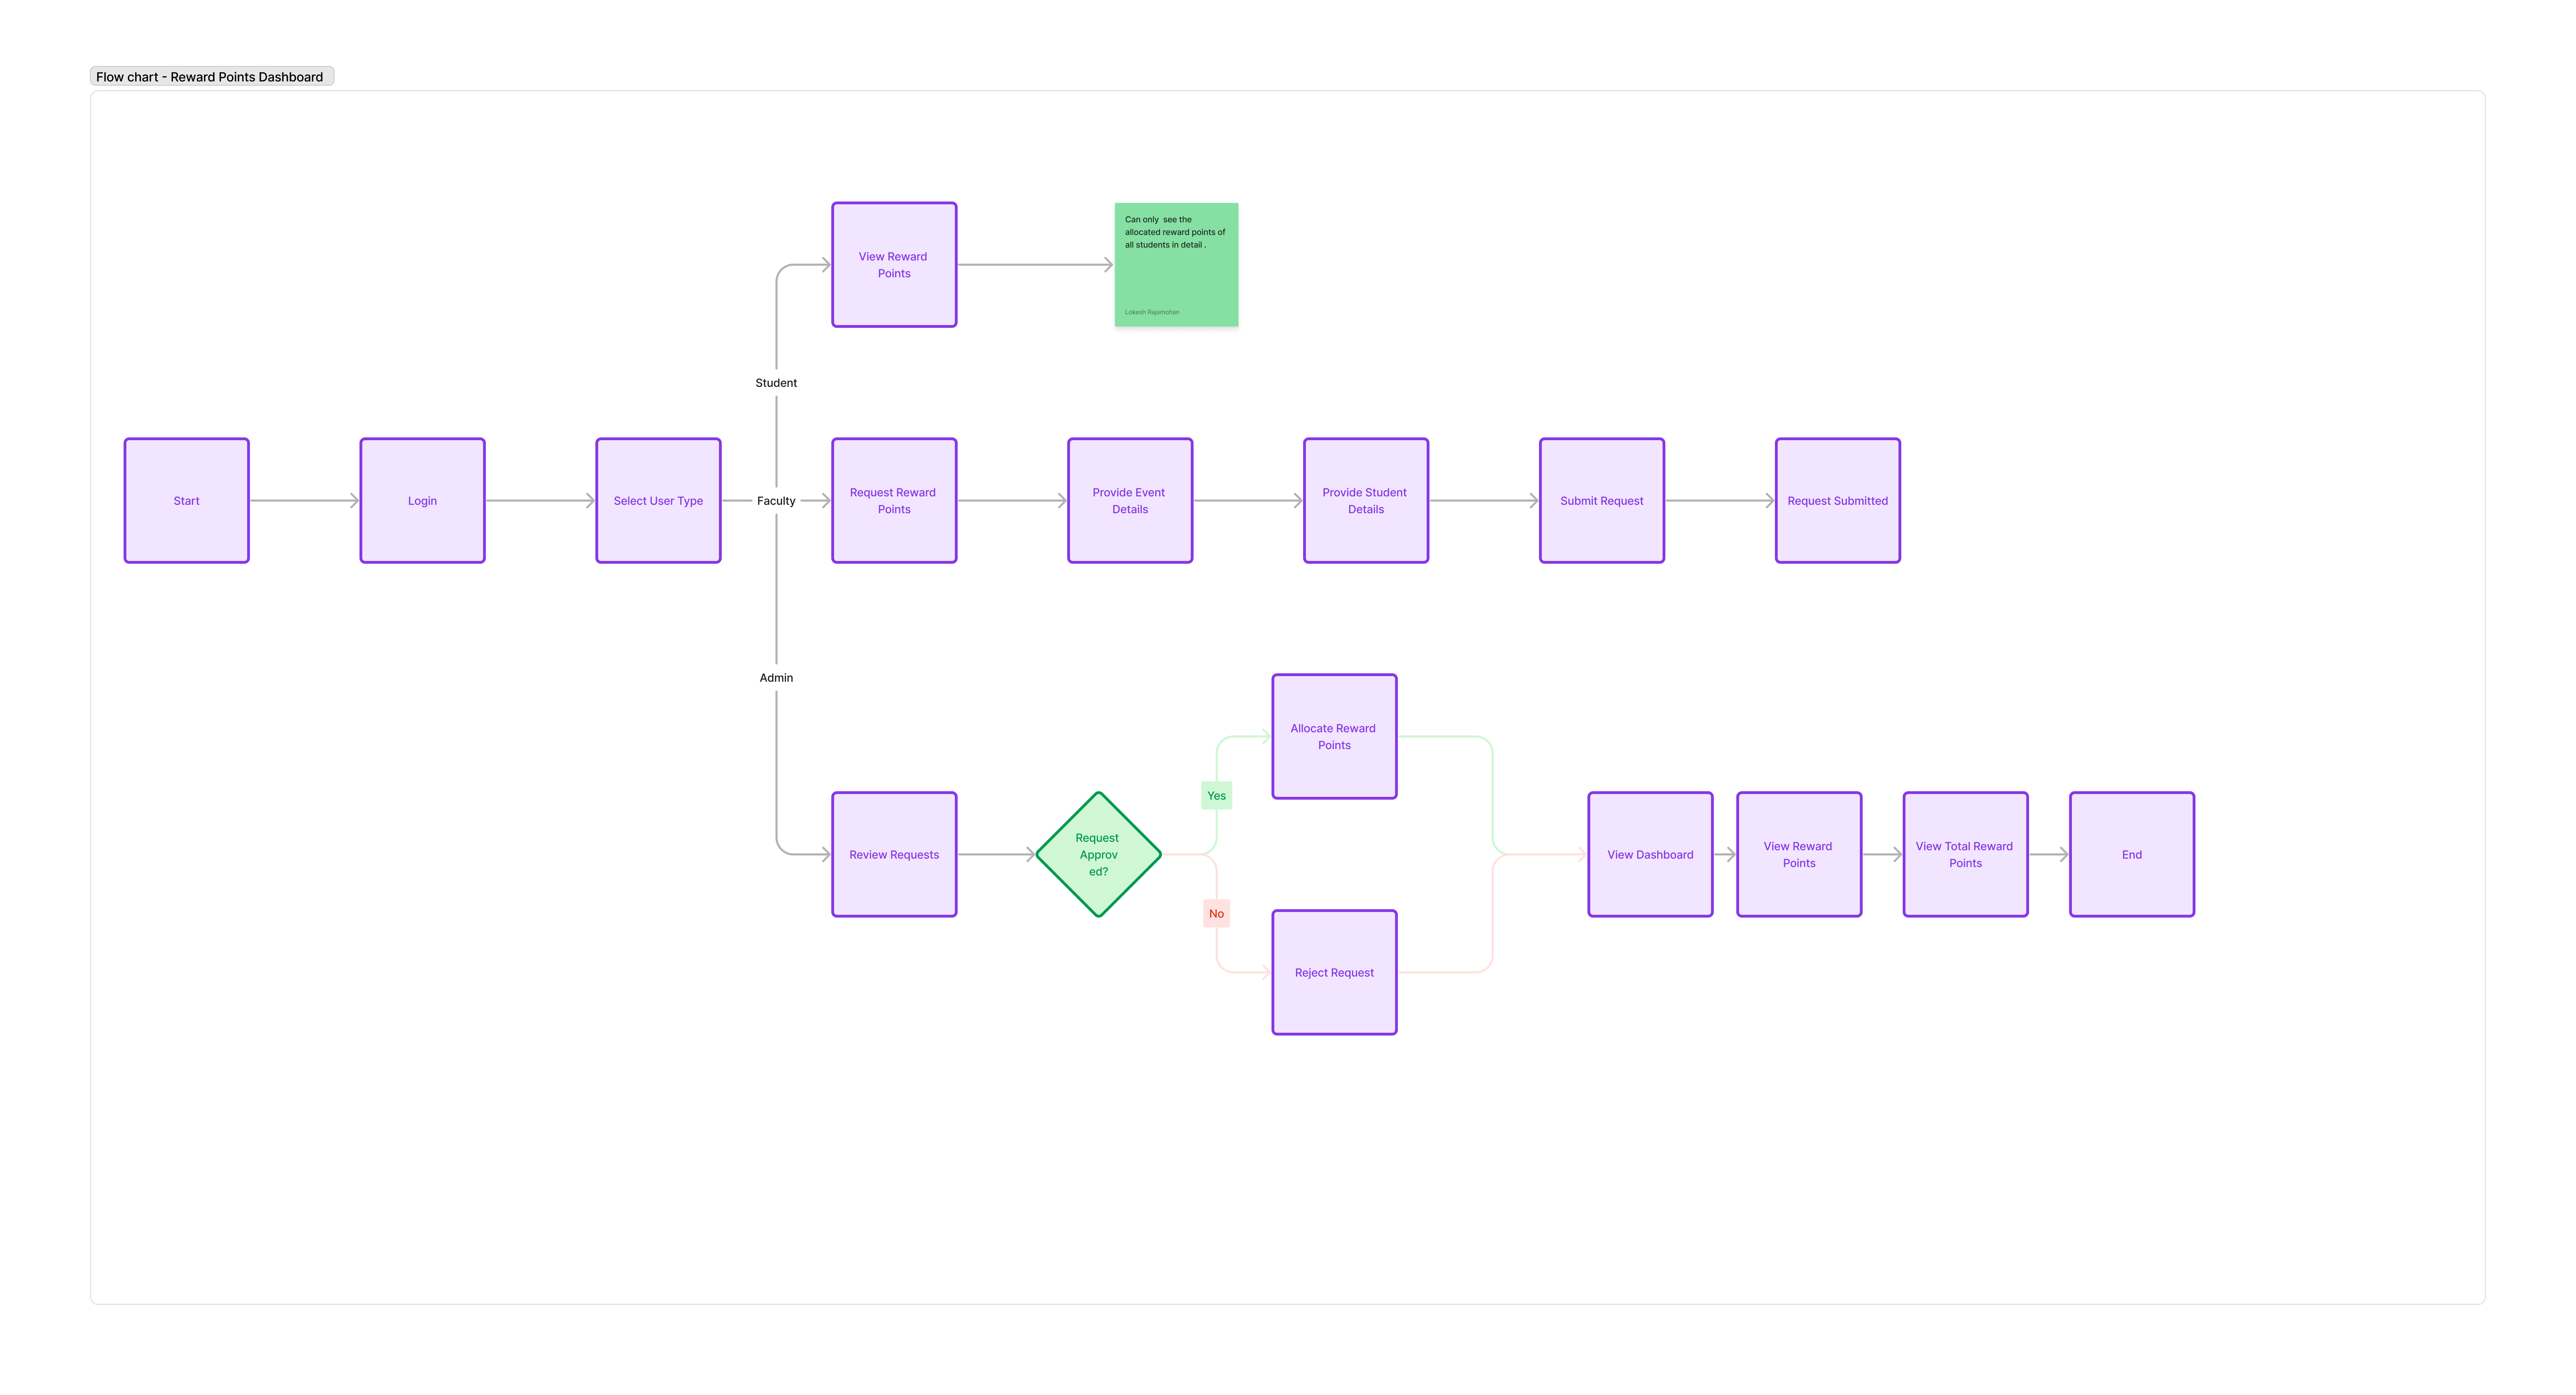 Flow chart - Reward Points Dashboard
View Reward
Points
Can only  see the
allocated reward points of
all students in detail .
Lokesh Rajamohan
Student
Start
Login
Select User Type
Faculty
Request Reward
Points
Provide Event
Details
Provide Student
Details
Submit Request
Request Submitted
Admin
Review Requests
Request
Approv
ed?
Yes
No
Allocate Reward
Points
Reject Request
View Dashboard
View Reward
Points
View Total Reward
Points
End